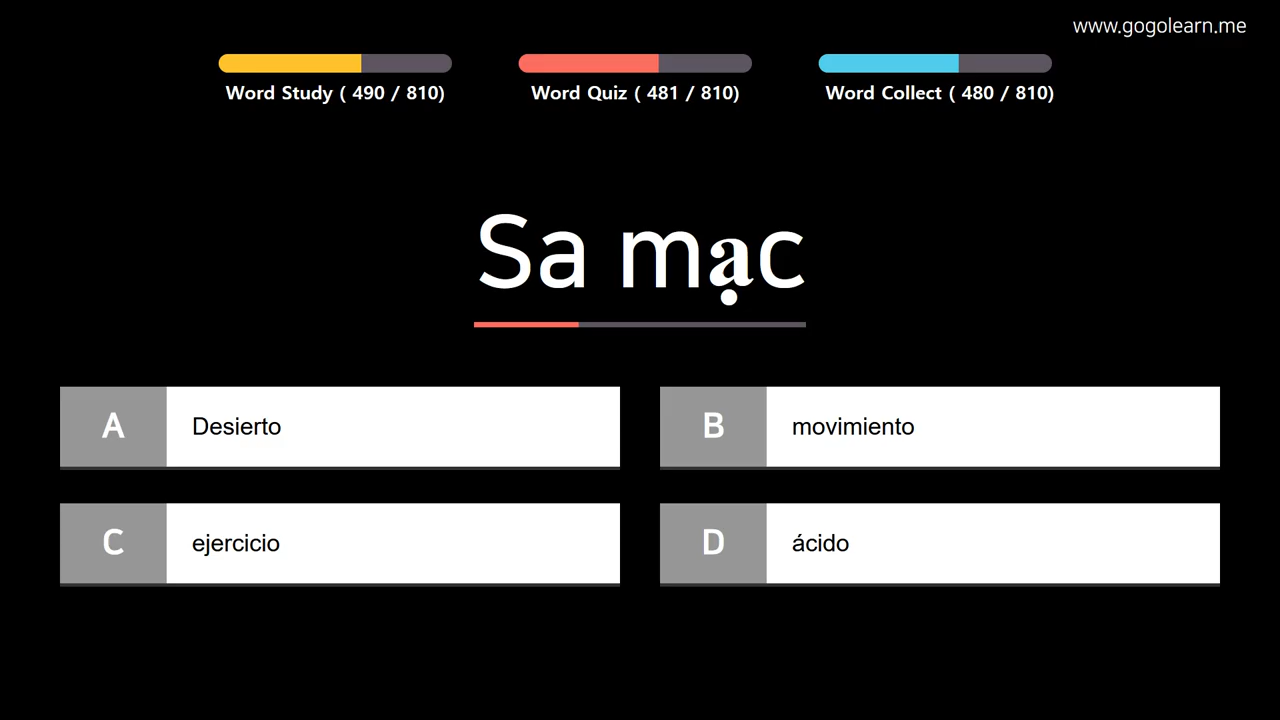 www.gogolearn.me
Word Study ( 490 / 810)
Word Quiz ( 481 / 810)
Word Collect ( 480 / 810)
Sa mạc
A Desierto
B movimiento
C ejercicio
D ácido